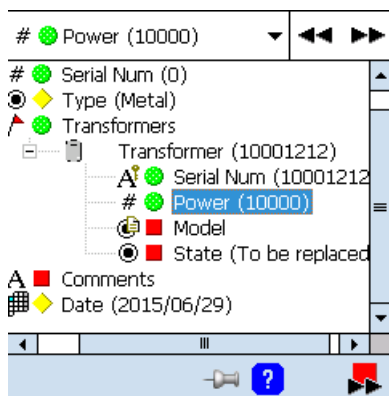 # Power (10000)
# Serial Num (0)
Type (Metal)
Transformers
Transformer (10001212)
A Serial Num (10001212
# Power (10000)
Model
State (To be replaced
A Comments
Date (2015/06/29)
?